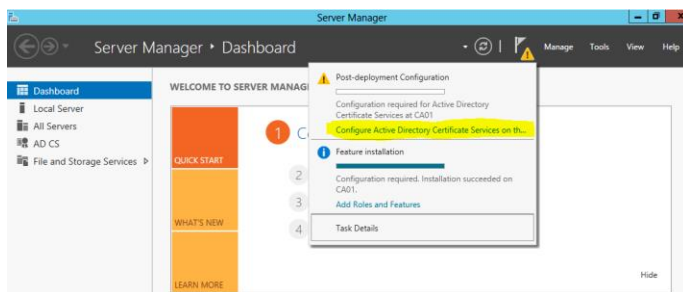 Server Manager
Server Manager • Dashboard
Manage
Tools
View
Help
Dashboard
Local Server
All Servers
AD CS
File and Storage Services
WELCOME TO SERVER MANAG
QUICK START
WHAT'S NEW
LEARN MORE
1
2
3
4
Post-deployment Configuration
Configuration required for Active Directory
Certificate Services at CA01
Configure Active Directory Certificate Services on th...
Feature installation
Configuration required. Installation succeeded on
CA01.
Add Roles and Features
Task Details
Hide